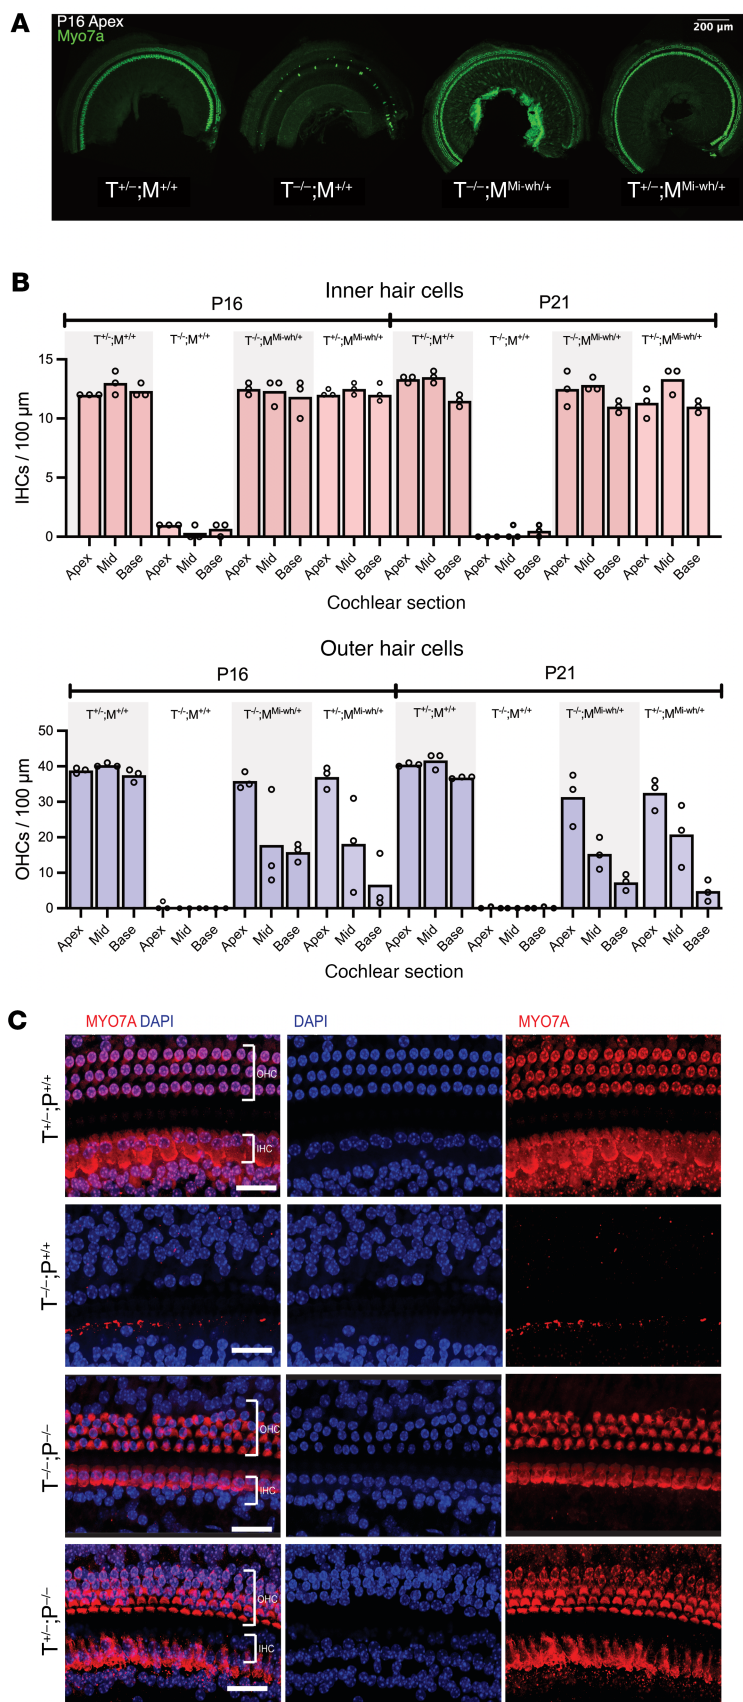 A
P16 Apex
Myo7a
200 µm
T+/–;M+/+
T–/–;M+/+
T–/–;MMi-wh/+
T+/–;MMi-wh/+
B
Inner hair cells
P16
P21
T+/-;M+/+
T-/-;M+/+
T-/-;MMi-wh/+
T+/-;MMi-wh/+
T+/-;M+/+
T-/-;M+/+
T-/-;MMi-wh/+
T+/-;MMi-wh/+
IHCs / 100 µm
15
10
5
0
Apex Mid Base Apex Mid Base Apex Mid Base Apex Mid Base Apex Mid Base Apex Mid Base Apex Mid Base Apex Mid Base
Cochlear section
Outer hair cells
P16
P21
T+/-;M+/+
T-/-;M+/+
T-/-;MMi-wh/+
T+/-;MMi-wh/+
T+/-;M+/+
T-/-;M+/+
T-/-;MMi-wh/+
T+/-;MMi-wh/+
OHCs / 100 µm
50
40
30
20
10
0
Apex Mid Base Apex Mid Base Apex Mid Base Apex Mid Base Apex Mid Base Apex Mid Base Apex Mid Base Apex Mid Base
Cochlear section
C
MYO7A DAPI
DAPI
MYO7A
T+/–;P+/+
OHC
IHC
T–/–;P+/+
T–/–;P–/–
OHC
IHC
T+/–;P–/–
OHC
IHC